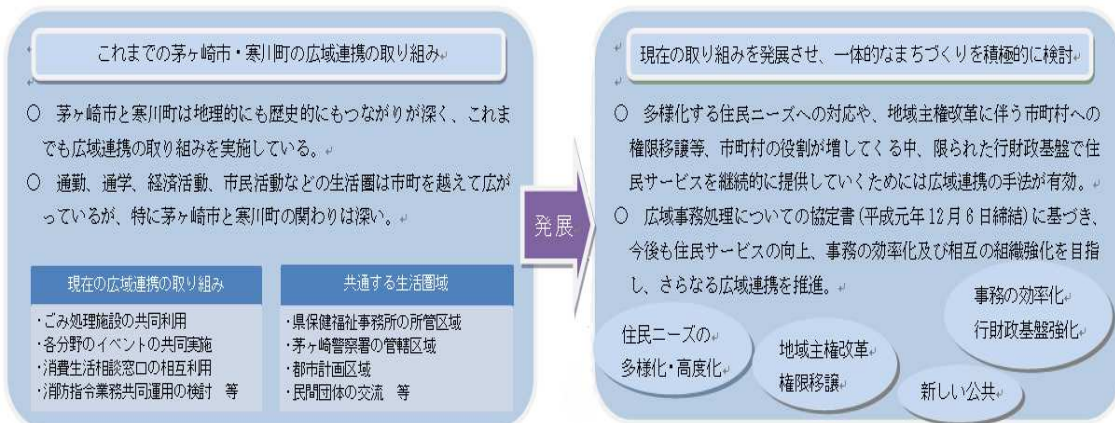 これまでの茅ヶ崎市・寒川町の広域連携の取り組み
○ 茅ヶ崎市と寒川町は地理的にも歴史的にもつながりが深く、これま
でも広域連携の取り組みを実施している。
○ 通勤、通学、経済活動、市民活動などの生活圏は市町を越えて広が
っているが、特に茅ヶ崎市と寒川町の関わりは深い。
現在の広域連携の取り組み
・ごみ処理施設の共同利用
・各分野のイベントの共同実施
・消費生活相談窓口の相互利用
・消防指令業務共同運用の検討 等
共通する生活圏域
・県保健福祉事務所の所管区域
・茅ヶ崎警察署の管轄区域
・都市計画区域
・民間団体の交流 等
発展
現在の取り組みを発展させ、一体的なまちづくりを積極的に検討
○ 多様化する住民ニーズへの対応や、地域主権改革に伴う市町村への
権限移譲等、市町村の役割が増してくる中、限られた行財政基盤で住
民サービスを継続的に提供していくためには広域連携の手法が有効。
○ 広域事務処理についての協定書(平成元年12月6日締結)に基づき、
今後も住民サービスの向上、事務の効率化及び相互の組織強化を目指
し、さらなる広域連携を推進。
住民ニーズの
多様化・高度化
地域主権改革
権限移譲
事務の効率化
行財政基盤強化
新しい公共